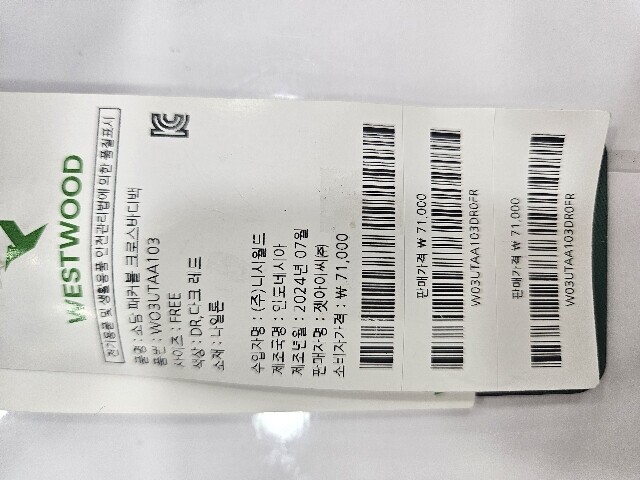 WESTWOOD
전기용품 및 생활용품 안전관리법에 의한 품질표시
품명 : 소담 패커블 크로스바디백
품번 : WO3UTAA103
사이즈 : FREE
색상 : DR,다크 레드
소재 : 나일론
수입자명 : (주)니시월드
제조국명 : 인도네시아
제조년월 : 2024년 07월
판매자명 : 젯아이씨㈜
소비자가격 : ₩ 71,000
판매가격 ₩ 71,000
W03UTAA103DR0FR
판매가격 ₩ 71,000
W03UTAA103DR0FR